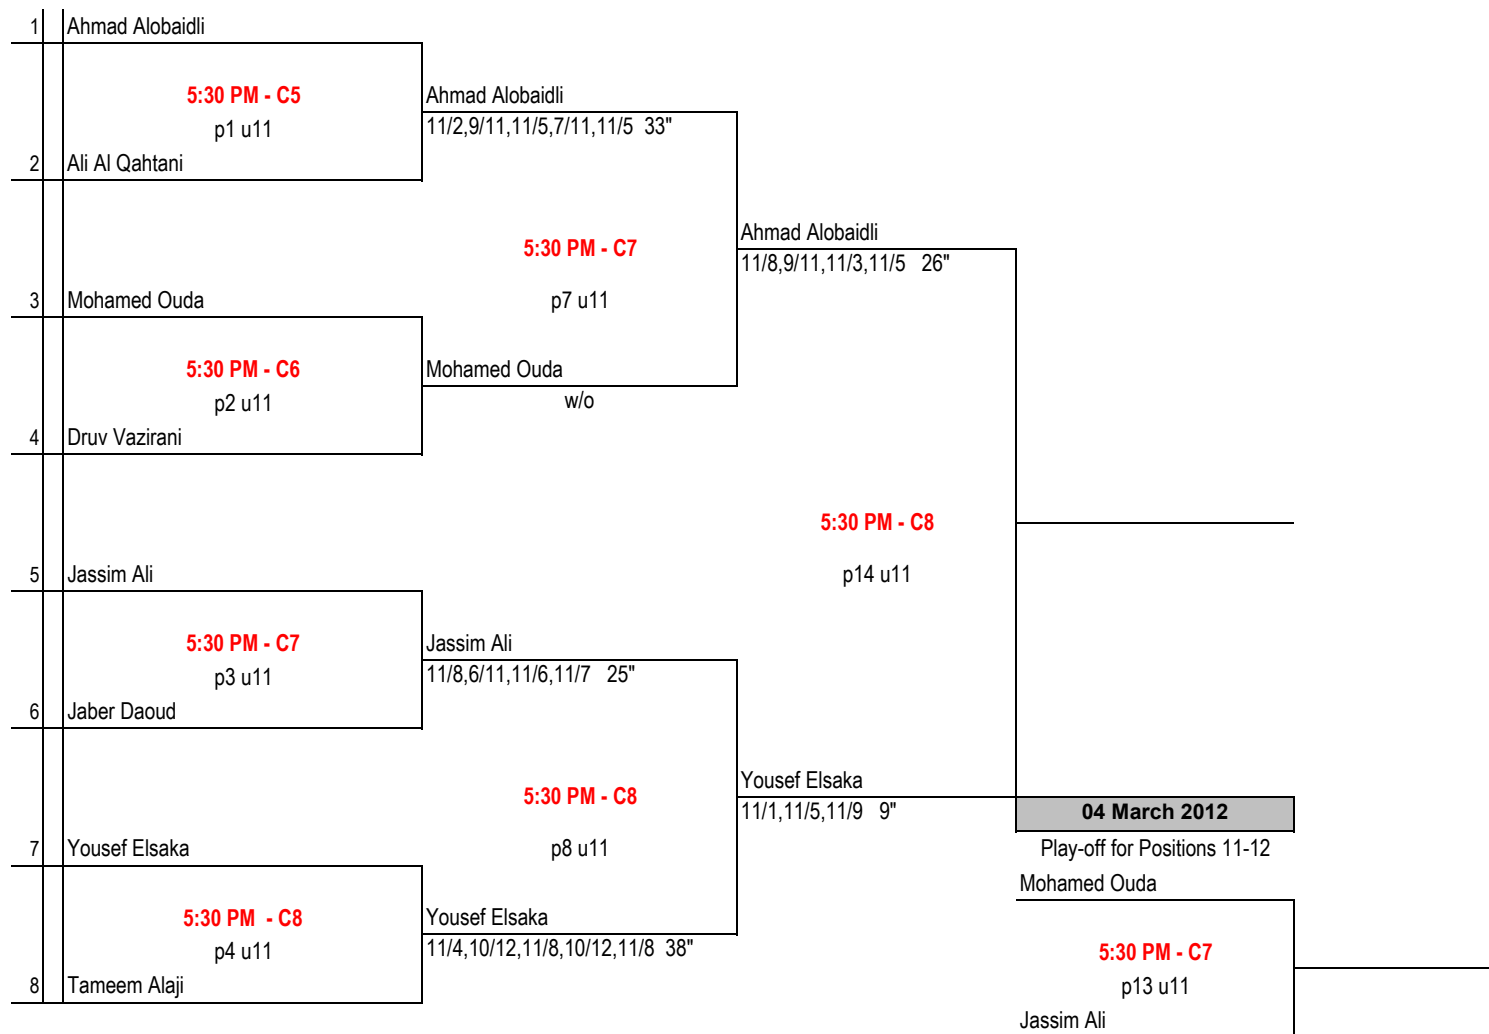 1 Ahmad Alobaidli
5:30 PM - C5
p1 u11
Ahmad Alobaidli
11/2,9/11,11/5,7/11,11/5 33"
2 Ali Al Qahtani
5:30 PM - C7
p7 u11
Ahmad Alobaidli
11/8,9/11,11/3,11/5 26"
3 Mohamed Ouda
5:30 PM - C6
p2 u11
Mohamed Ouda
w/o
4 Druv Vazirani
5:30 PM - C8
p14 u11
5 Jassim Ali
5:30 PM - C7
p3 u11
Jassim Ali
11/8,6/11,11/6,11/7 25"
6 Jaber Daoud
5:30 PM - C8
p8 u11
Yousef Elsaka
11/1,11/5,11/9 9"
7 Yousef Elsaka
5:30 PM - C8
p4 u11
Yousef Elsaka
11/4,10/12,11/8,10/12,11/8 38"
8 Tameem Alaji
04 March 2012
Play-off for Positions 11-12
Mohamed Ouda
5:30 PM - C7
p13 u11
Jassim Ali